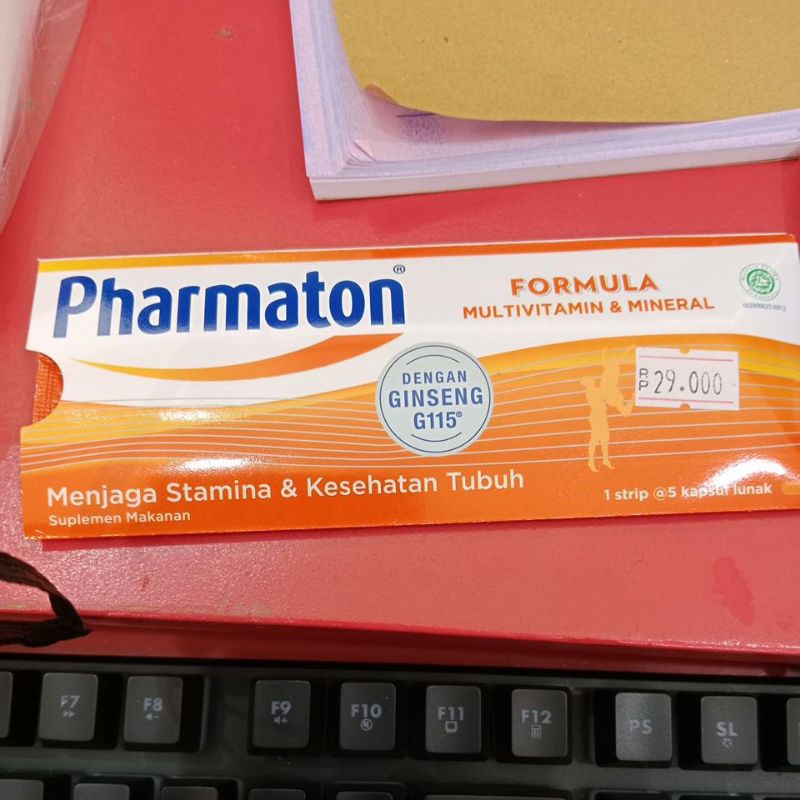 Pharmaton®
FORMULA
MULTIVITAMIN & MINERAL
DENGAN
GINSENG
G115®
RP 29.000
Menjaga Stamina & Kesehatan Tubuh
Suplemen Makanan
1 strip @5 kapsul lunak
F7
F8
F9
F10
F11
F12
PS
SL